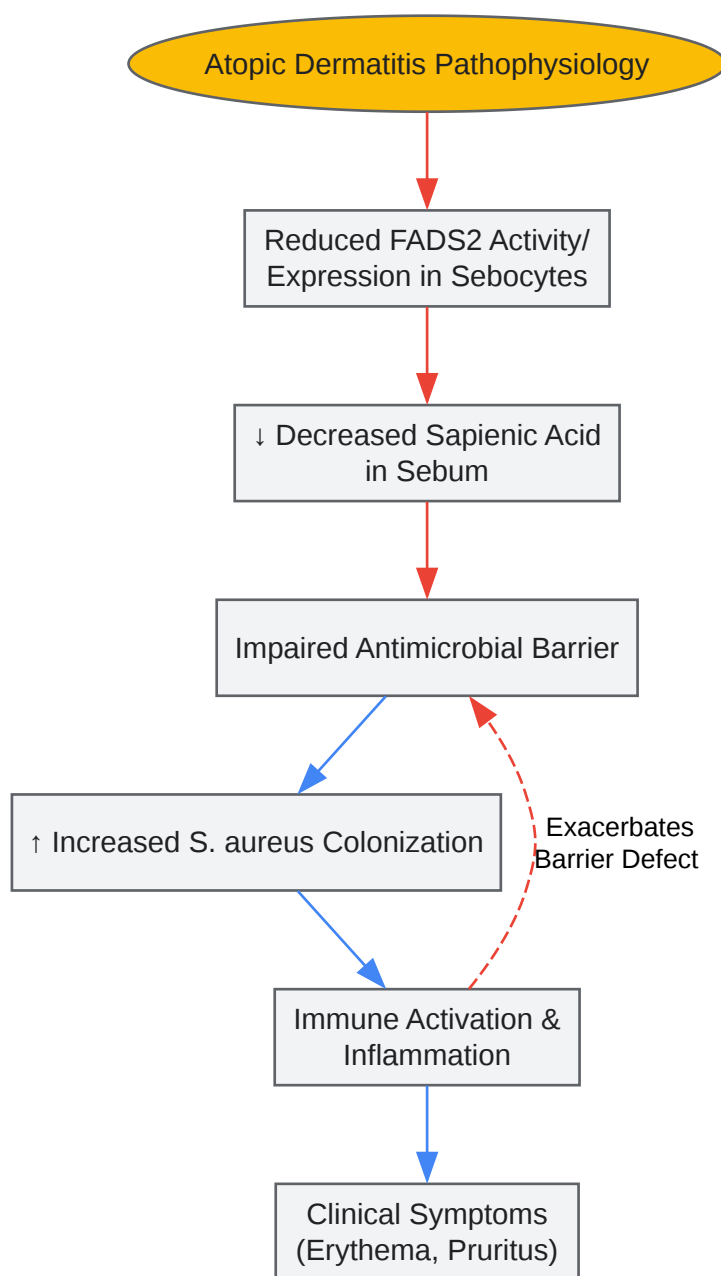 Atopic Dermatitis Pathophysiology
Reduced FADS2 Activity/
Expression in Sebocytes
↓ Decreased Sapienic Acid
in Sebum
Impaired Antimicrobial Barrier
↑ Increased S. aureus Colonization
Exacerbates
Barrier Defect
Immune Activation &
Inflammation
Clinical Symptoms
(Erythema, Pruritus)